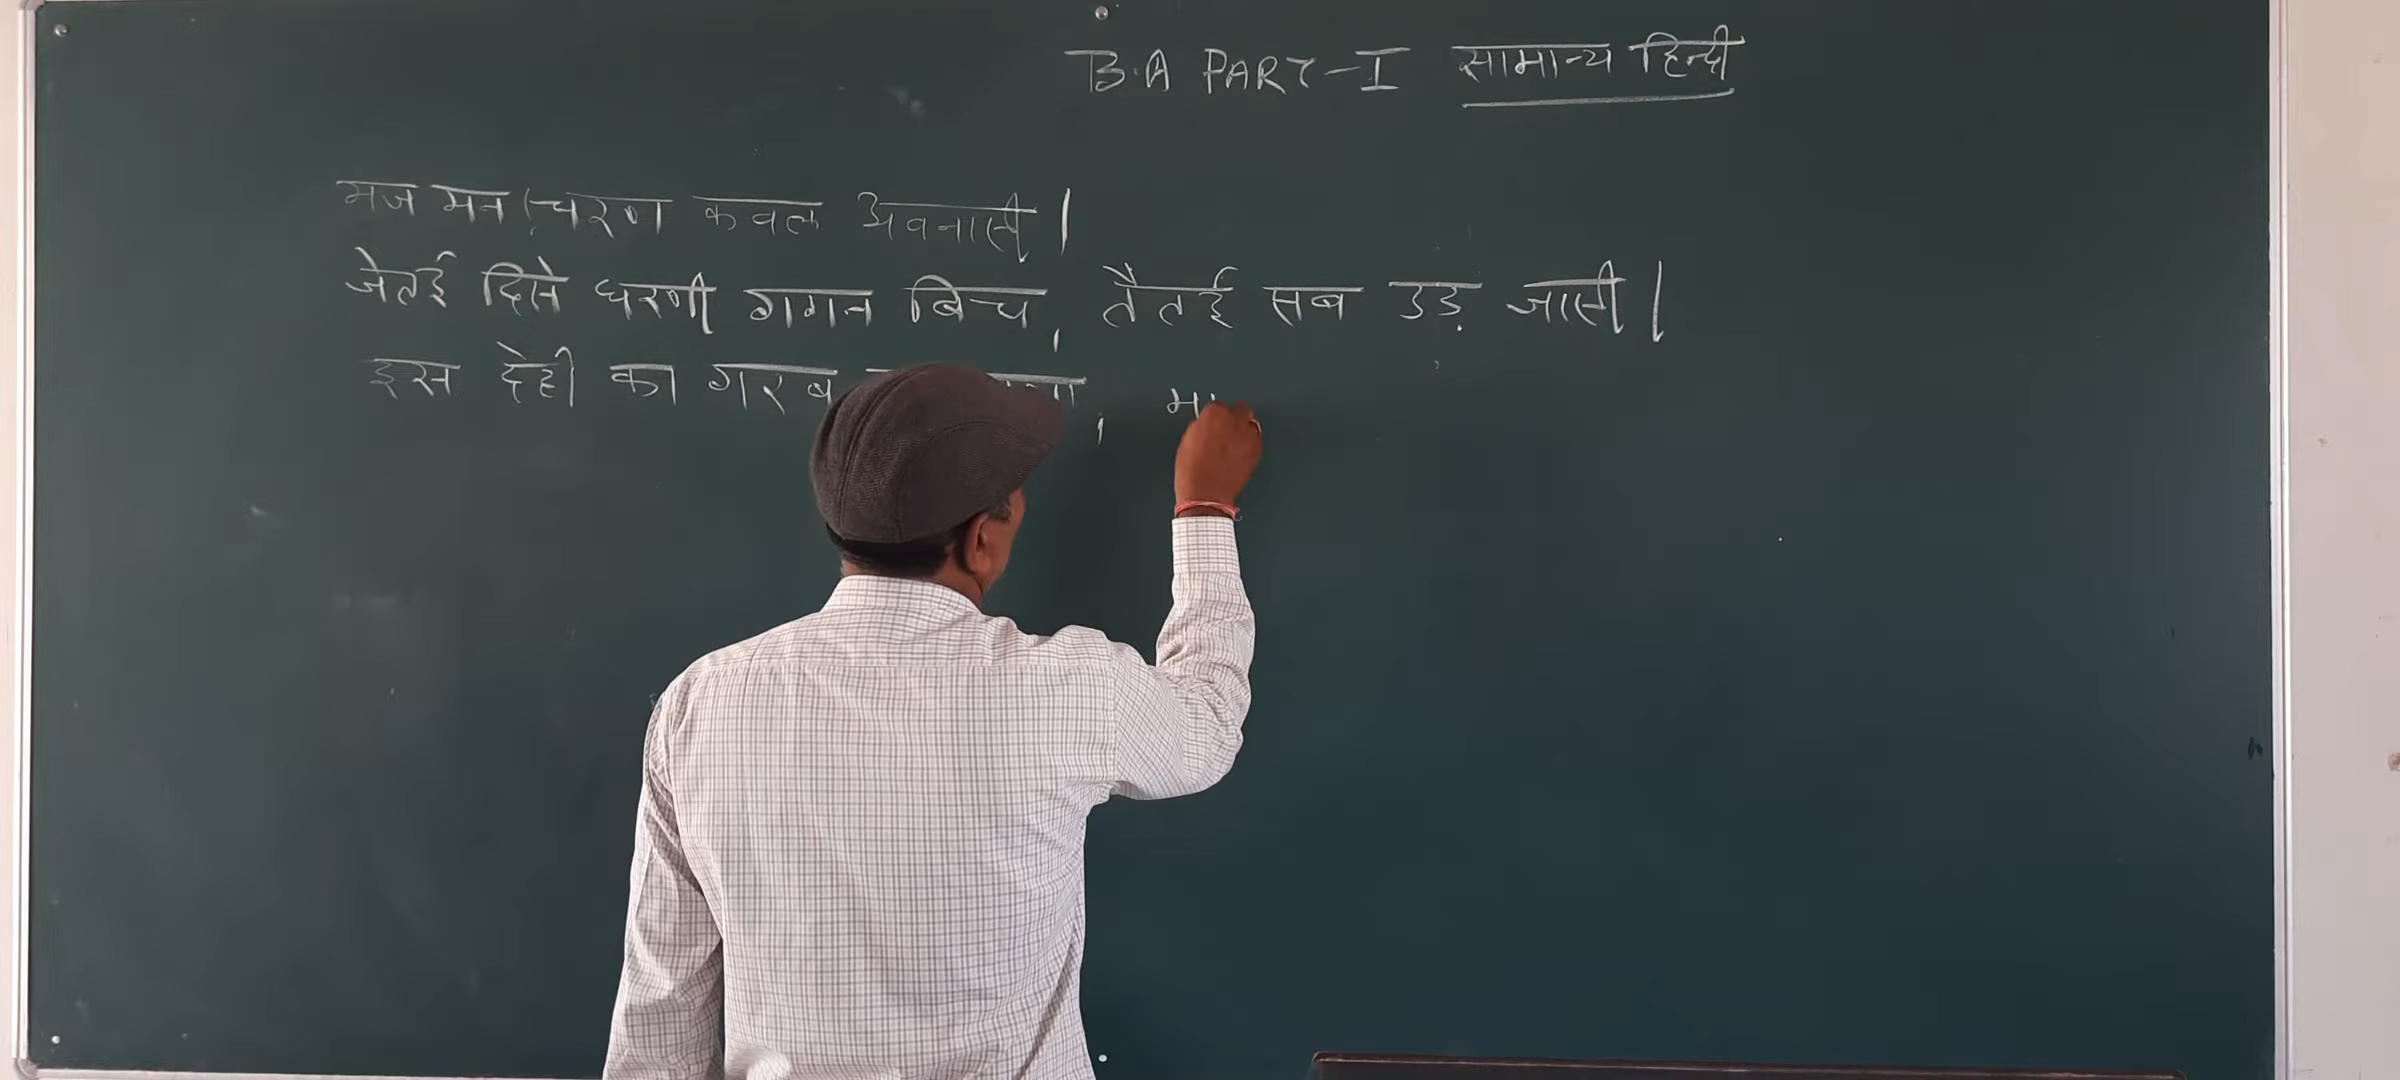 B.A PART-I सामान्य हिन्दी
भज मन चरण कवल अवनासी।
जेतई दिसे धरणी गगन बिच, तैतई सब उड़ जासी।
इस देही का गरब